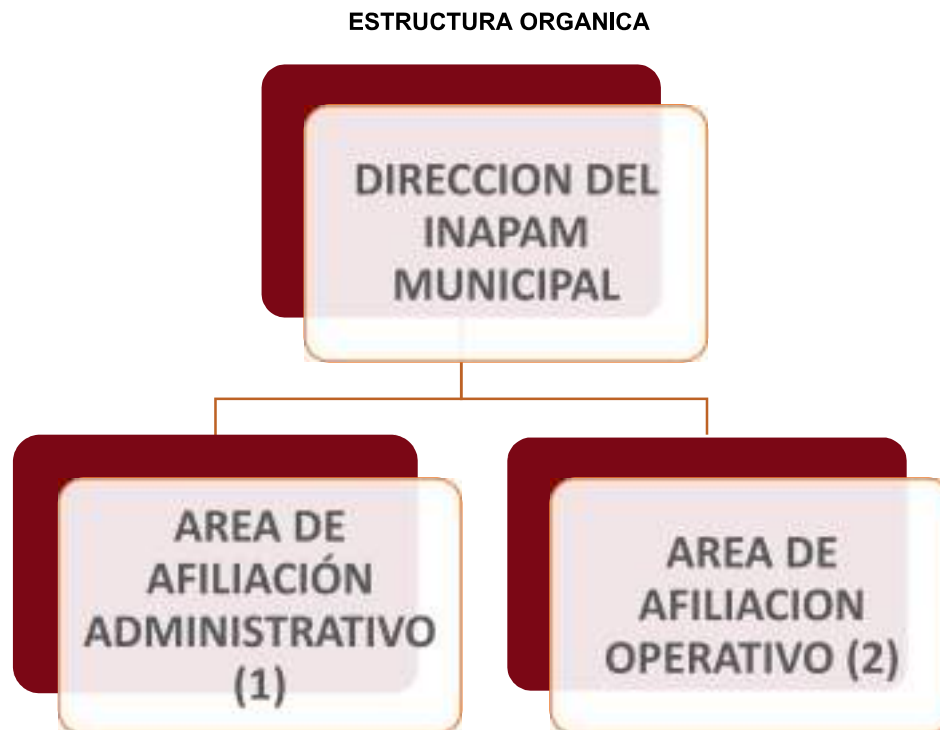 ESTRUCTURA ORGANICA
DIRECCION DEL
INAPAM
MUNICIPAL
AREA DE
AFILIACIÓN
ADMINISTRATIVO
(1)
AREA DE
AFILIACION
OPERATIVO (2)